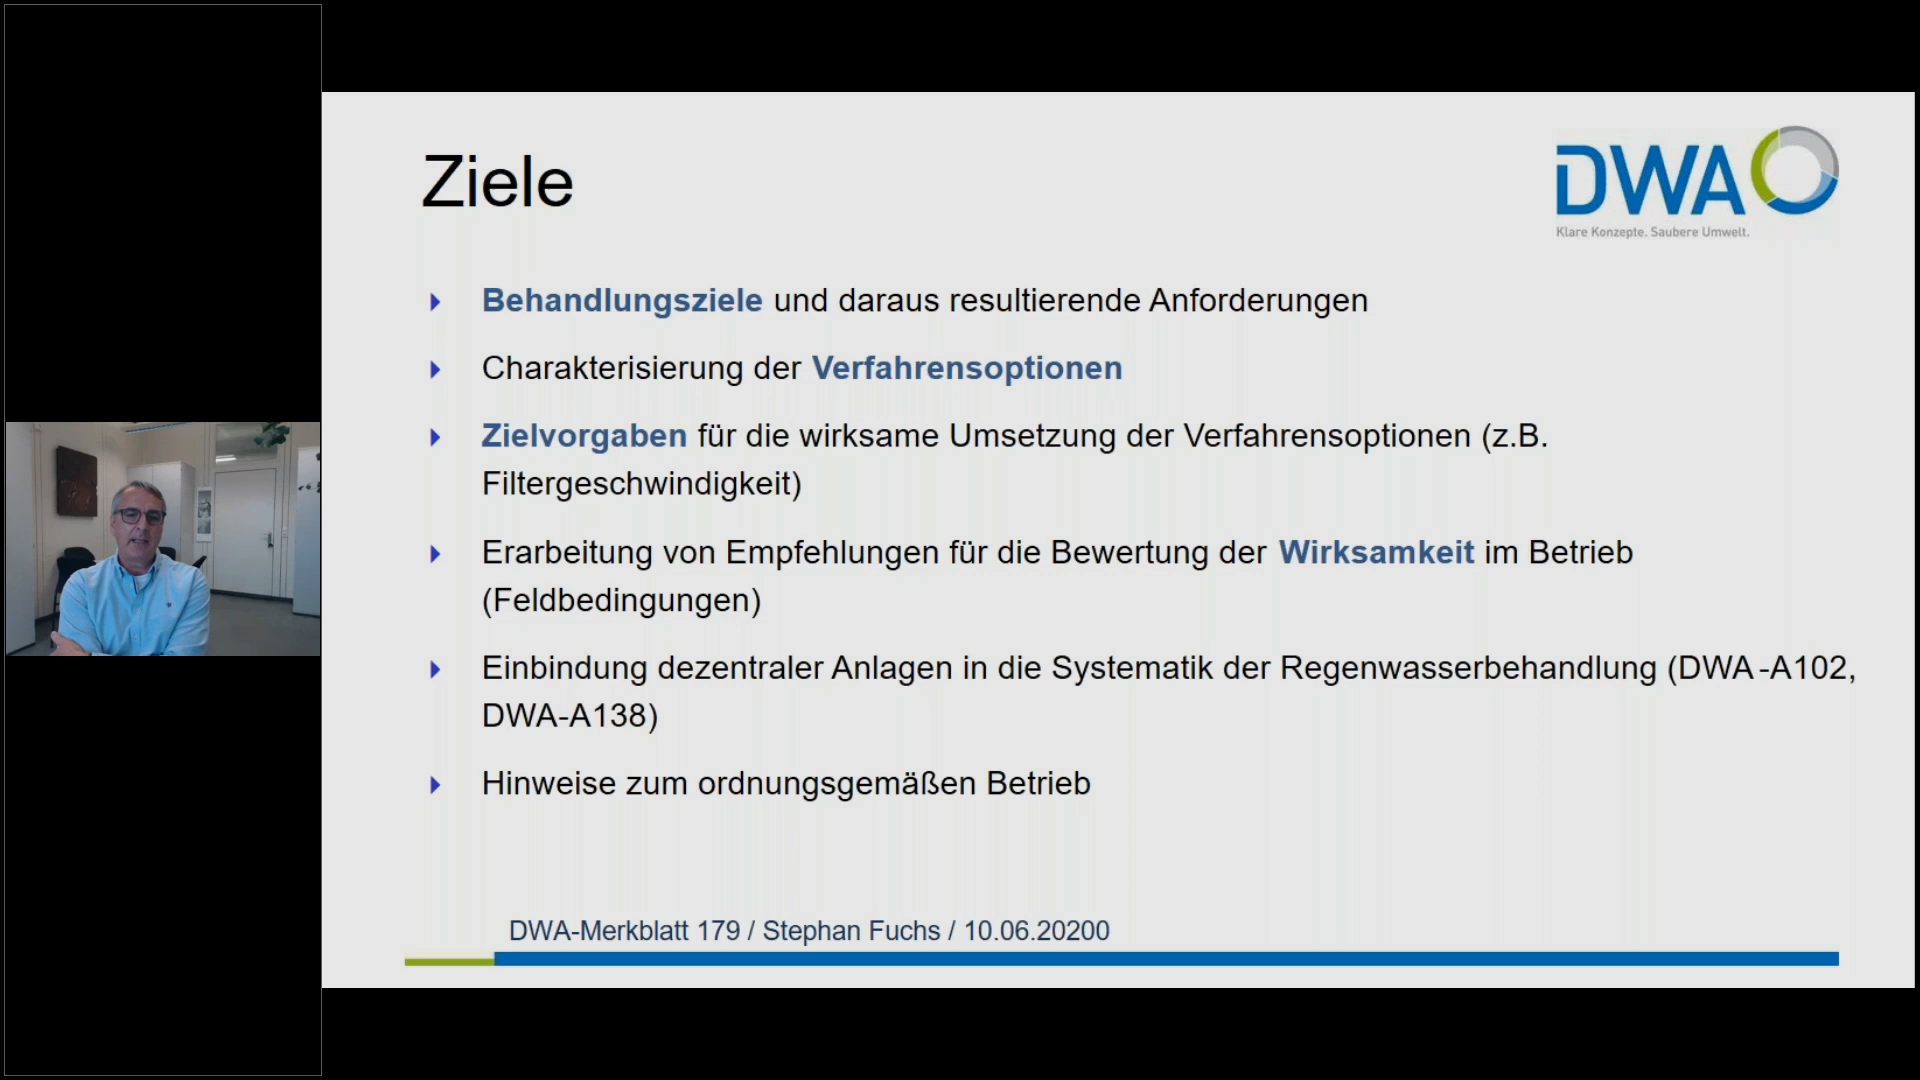 Ziele
DWA
Klare Konzepte. Saubere Umwelt.
Behandlungsziele und daraus resultierende Anforderungen
Charakterisierung der Verfahrensoptionen
Zielvorgaben für die wirksame Umsetzung der Verfahrensoptionen (z.B.
Filtergeschwindigkeit)
Erarbeitung von Empfehlungen für die Bewertung der Wirksamkeit im Betrieb
(Feldbedingungen)
Einbindung dezentraler Anlagen in die Systematik der Regenwasserbehandlung (DWA-A102,
DWA-A138)
Hinweise zum ordnungsgemäßen Betrieb
DWA-Merkblatt 179 / Stephan Fuchs / 10.06.20200